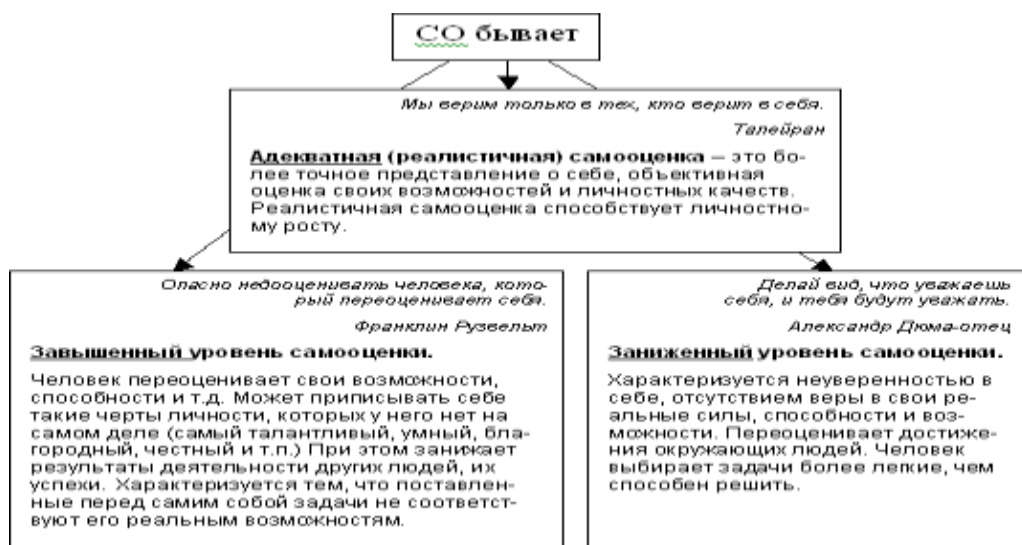 СО бывает
Мы верим только в тех, кто верит в себя.
Талейран
Адекватная (реалистичная) самооценка – это бо-
лее точное представление о себе, объективная
оценка своих возможностей и личностных качеств.
Реалистичная самооценка способствует личностно-
му росту.
Опасно недооценивать человека, кото-
рый переоценивает себя.
Франклин Рузвельт
Завышенный уровень самооценки.
Человек переоценивает свои возможности,
способности и т.д. Может приписывать себе
такие черты личности, которых у него нет на
самом деле (самый талантливый, умный, бла-
городный, честный и т.п.) При этом занижает
результаты деятельности других людей, их
успехи. Характеризуется тем, что поставлен-
ные перед самим собой задачи не соответст-
вуют его реальным возможностям.
Делай вид, что уважаешь
себя, и тебя будут уважать.
Александр Дюма-отец
Заниженный уровень самооценки.
Характеризуется неуверенностью в
себе, отсутствием веры в свои ре-
альные силы, способности и воз-
можности. Переоценивает достиже-
ния окружающих людей. Человек
выбирает задачи более легкие, чем
способен решить.